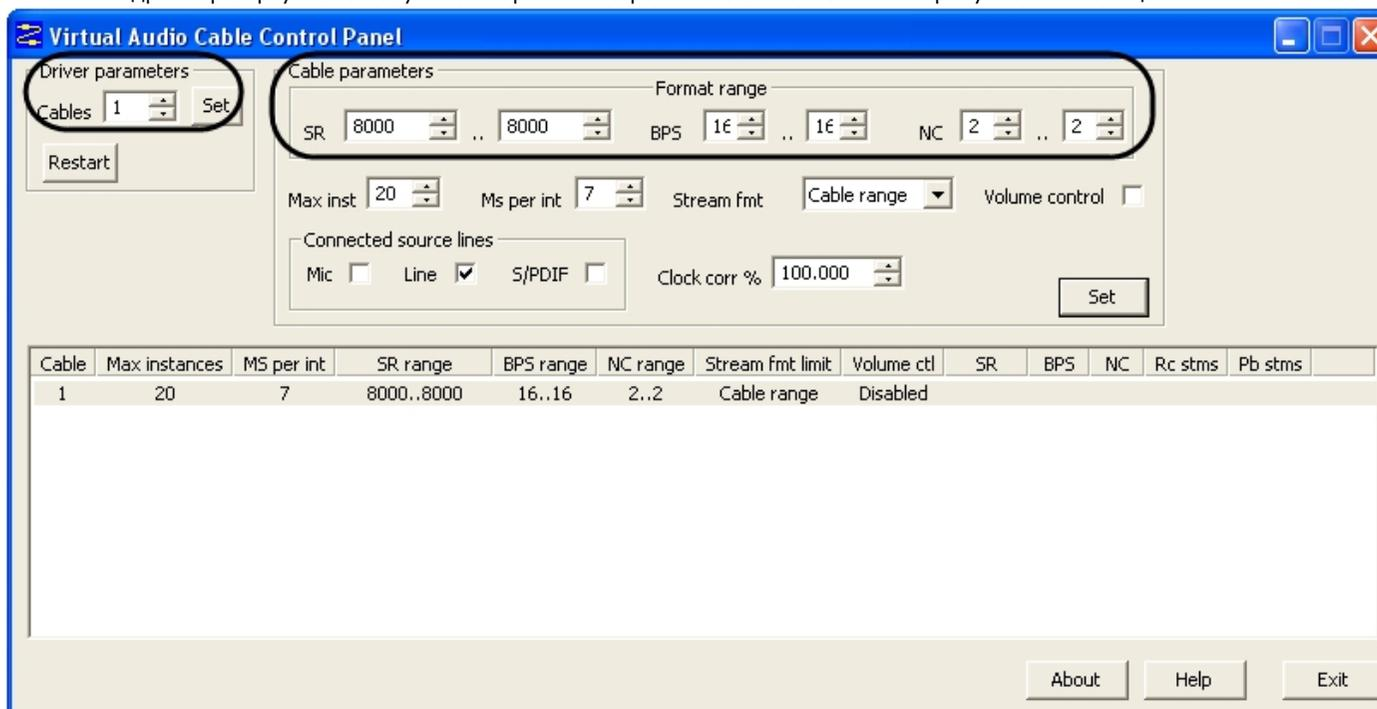 Virtual Audio Cable Control Panel
Driver parameters
Cables 1 Set
Restart
Cable parameters
Format range
SR 8000 .. 8000 BPS 16 .. 16 NC 2 .. 2
Max inst 20 Ms per int 7 Stream fmt Cable range Volume control
Connected source lines
Mic Line S/PDIF Clock corr % 100.000
Set
Cable Max instances MS per int SR range BPS range NC range Stream fmt limit Volume ctl SR BPS NC Rc stms Pb stms
1 20 7 8000..8000 16..16 2..2 Cable range Disabled
About Help Exit